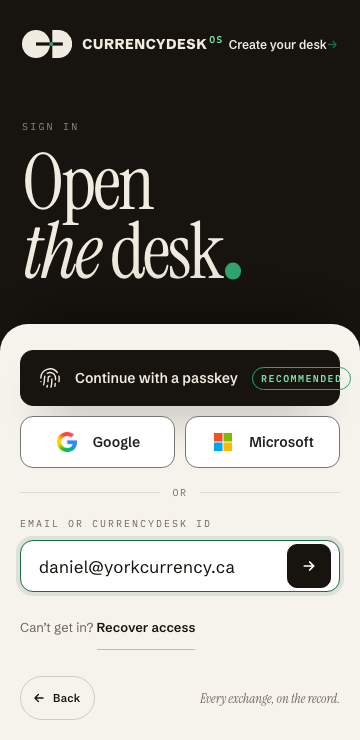 CURRENCYDESK OS Create your desk →
SIGN IN
Open
the desk.
Continue with a passkey RECOMMENDED
Google Microsoft
OR
EMAIL OR CURRENCYDESK ID
daniel@yorkcurrency.ca →
Can't get in? Recover access
← Back Every exchange, on the record.